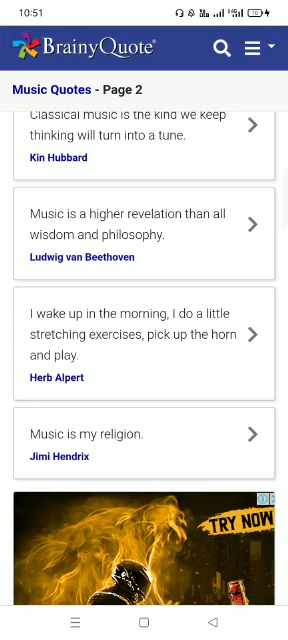 10:51
BrainyQuote
Music Quotes - Page 2
Classical music is the kind we keep
thinking will turn into a tune.
Kin Hubbard
Music is a higher revelation than all
wisdom and philosophy.
Ludwig van Beethoven
I wake up in the morning, I do a little
stretching exercises, pick up the horn
and play.
Herb Alpert
Music is my religion.
Jimi Hendrix
TRY NOW